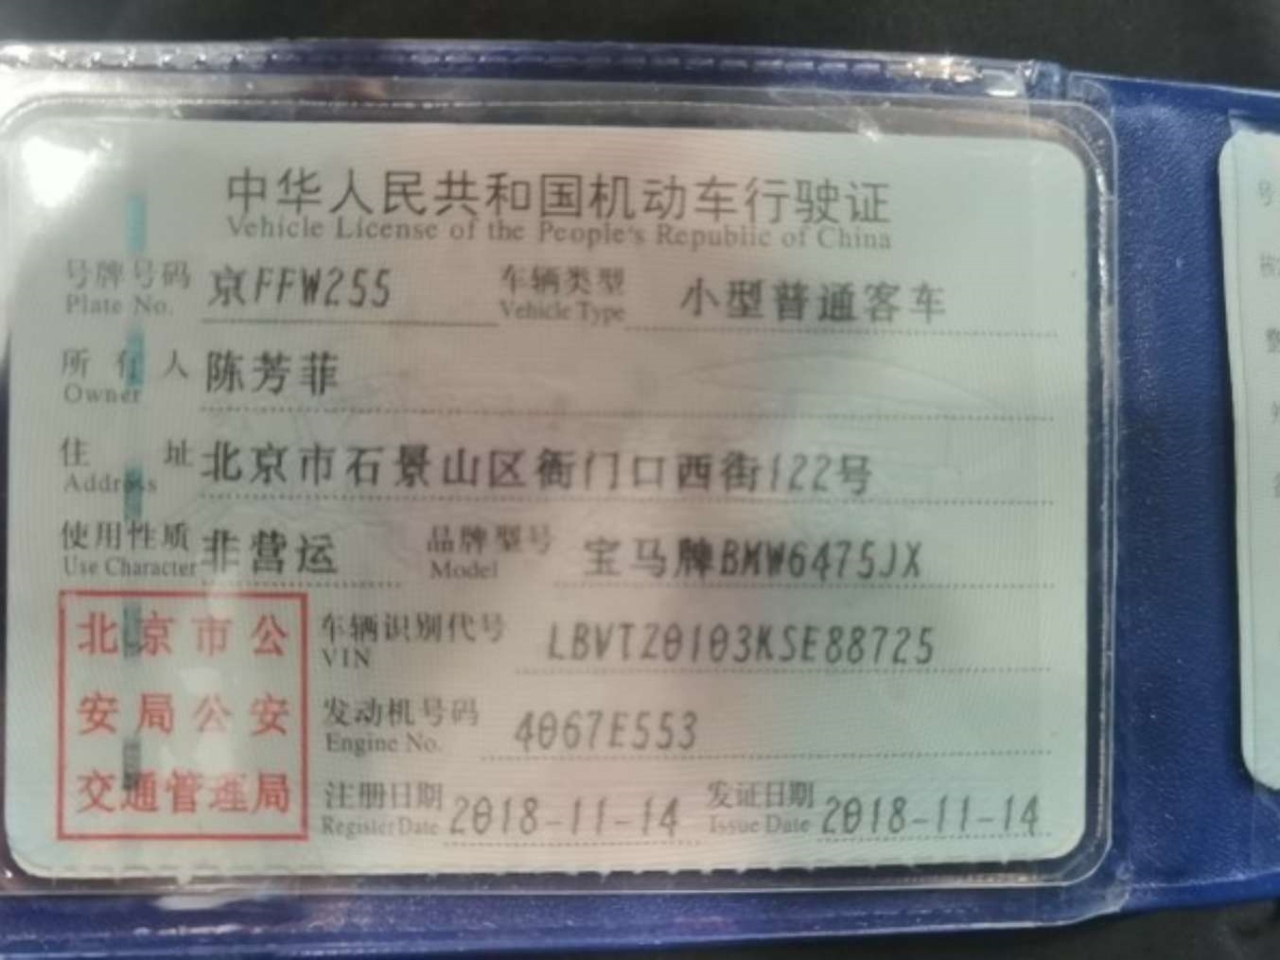 中华人民共和国机动车行驶证
Vehicle License of the People's Republic of China
号牌号码 京FFW255 车辆类型 小型普通客车
Plate No. Vehicle Type
所有人 陈芳菲
Owner
住址 北京市石景山区衙门口西街122号
Address
使用性质 非营运 品牌型号 宝马牌BMW6475JX
Use Character Model
北京市公
安局公安
交通管理局
车辆识别代号 LBVTZ0103KSE88725
VIN
发动机号码 4067E553
Engine No.
注册日期 2018-11-14 发证日期 2018-11-14
Register Date Issue Date
号